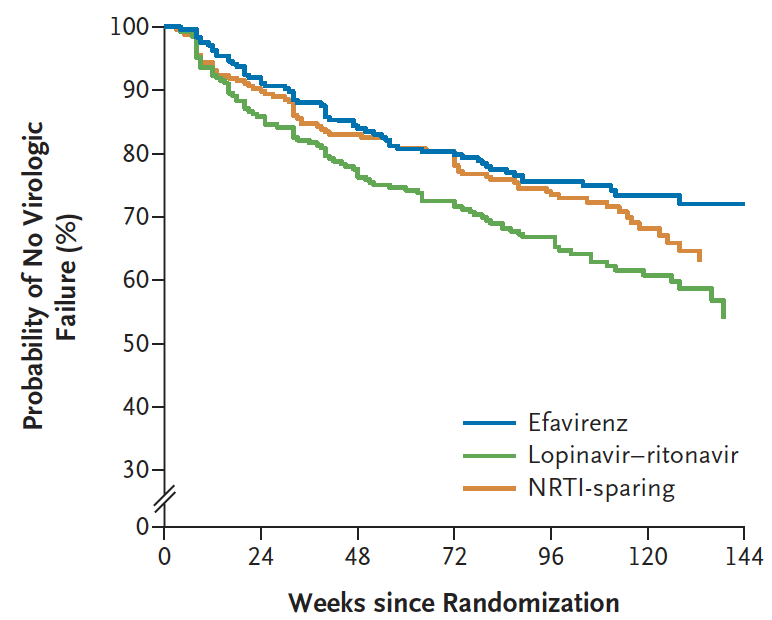 Probability of No Virologic
Failure (%)
100
90
80
70
60
50
40
30
0
Efavirenz
Lopinavir–ritonavir
NRTI-sparing
0 24 48 72 96 120 144
Weeks since Randomization